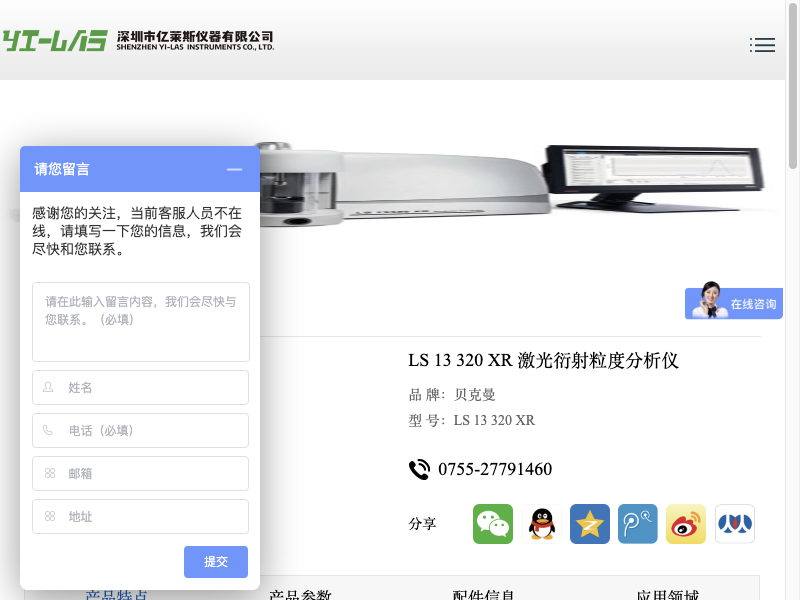 YI-LAS 深圳市亿莱斯仪器有限公司
SHENZHEN YI-LAS INSTRUMENTS CO., LTD.
请您留言
感谢您的关注，当前客服人员不在
线，请填写一下您的信息，我们会
尽快和您联系。
请在此输入留言内容，我们会尽快与
您联系。（必填）
姓名
电话（必填）
邮箱
地址
提交
在线咨询
LS 13 320 XR 激光衍射粒度分析仪
品 牌：贝克曼
型 号：LS 13 320 XR
0755-27791460
分享
产品特点
产品参数
配件信息
应用领域